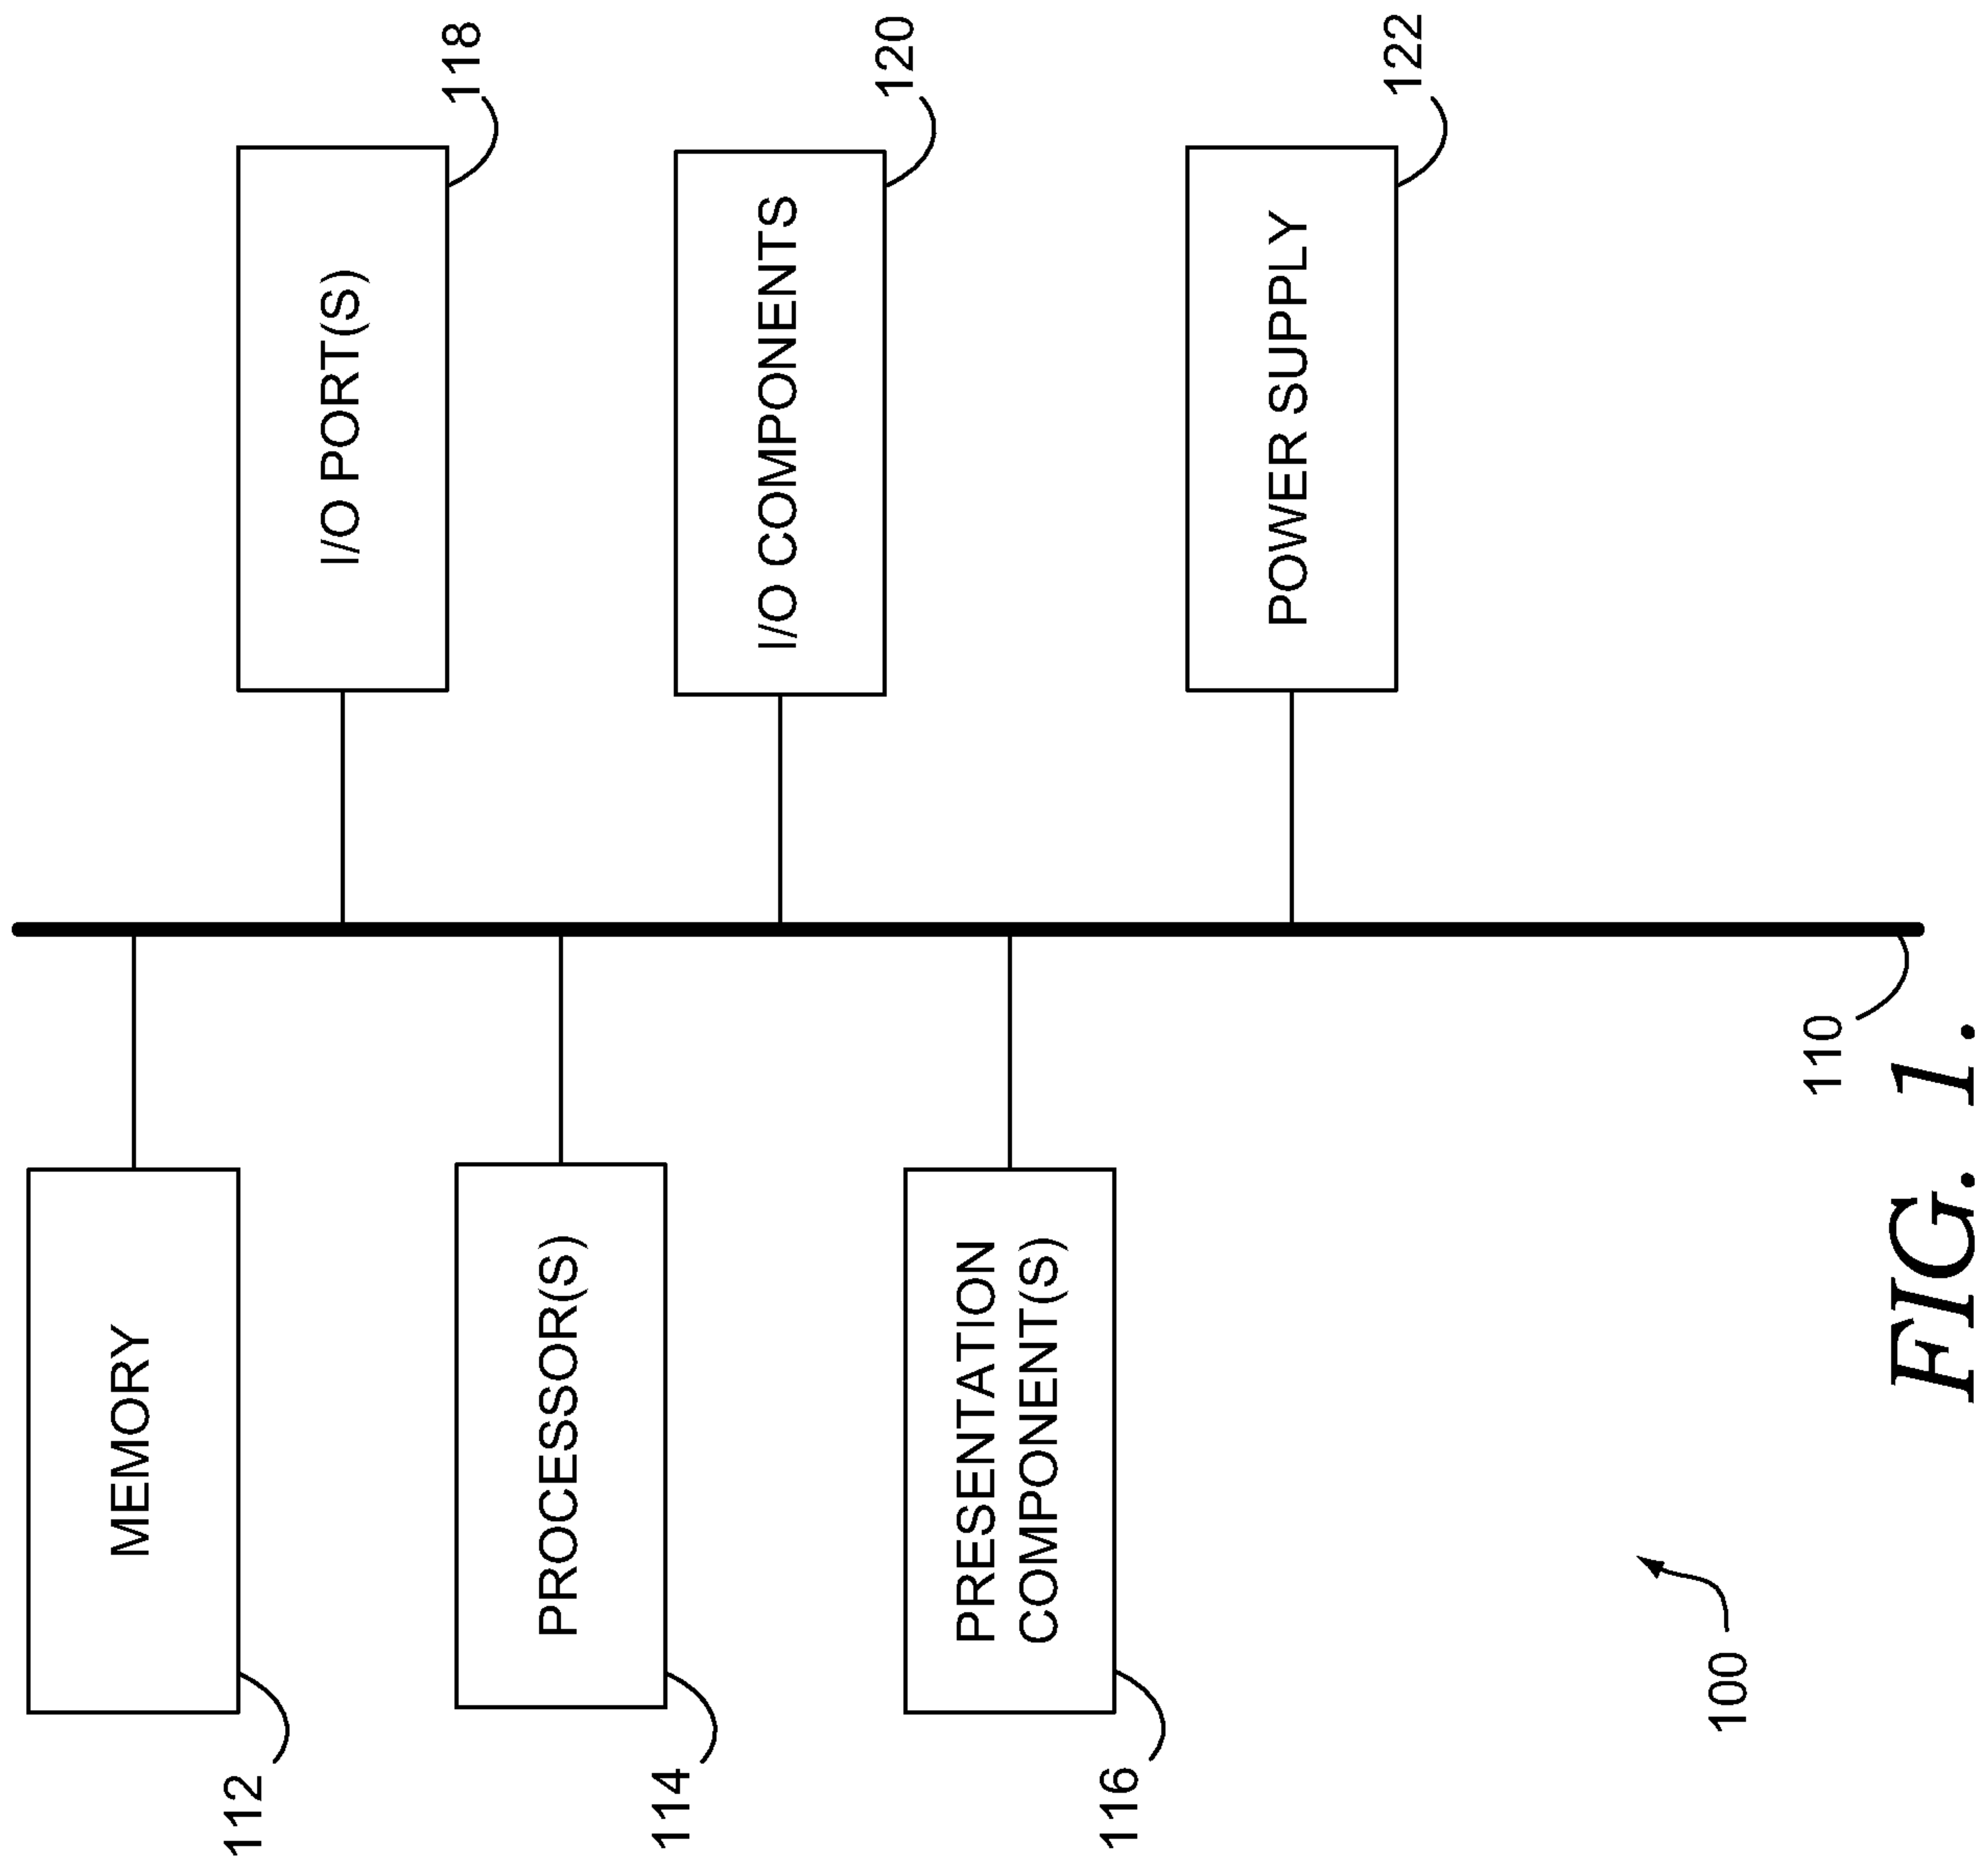 MEMORY
112
I/O PORT(S)
118
PROCESSOR(S)
114
I/O COMPONENTS
120
PRESENTATION
COMPONENT(S)
116
POWER SUPPLY
122
110
100
FIG. 1.